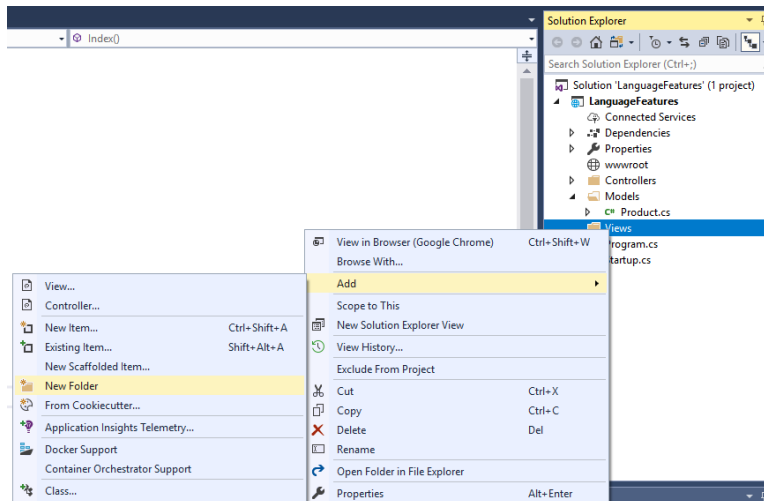 Index()
Solution Explorer
Search Solution Explorer (Ctrl+;)
Solution 'LanguageFeatures' (1 project)
LanguageFeatures
Connected Services
Dependencies
Properties
wwwroot
Controllers
Models
C# Product.cs
Views
Program.cs
tartup.cs
View in Browser (Google Chrome) Ctrl+Shift+W
Browse With...
Add
Scope to This
New Solution Explorer View
View History...
Exclude From Project
Cut Ctrl+X
Copy Ctrl+C
Delete Del
Rename
Open Folder in File Explorer
Properties Alt+Enter
View...
Controller...
New Item... Ctrl+Shift+A
Existing Item... Shift+Alt+A
New Scaffolded Item...
New Folder
From Cookiecutter...
Application Insights Telemetry...
Docker Support
Container Orchestrator Support
Class...